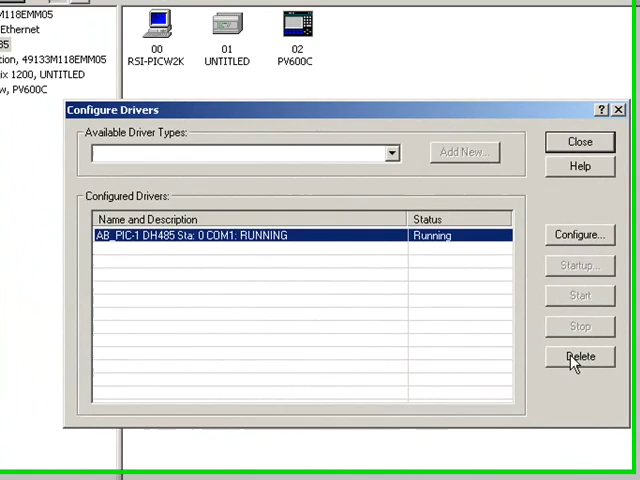 M118EMM05
Ethernet
85
tion, 49133M118EMM05
ix 1200, UNTITLED
w, PV600C
00
RSI-PICW2K
01
UNTITLED
02
PV600C
Configure Drivers
Available Driver Types:
Add New...
Close
Help
Configured Drivers:
Name and Description Status
AB_PIC-1 DH485 Sta: 0 COM1: RUNNING Running
Configure...
Startup...
Start
Stop
Delete